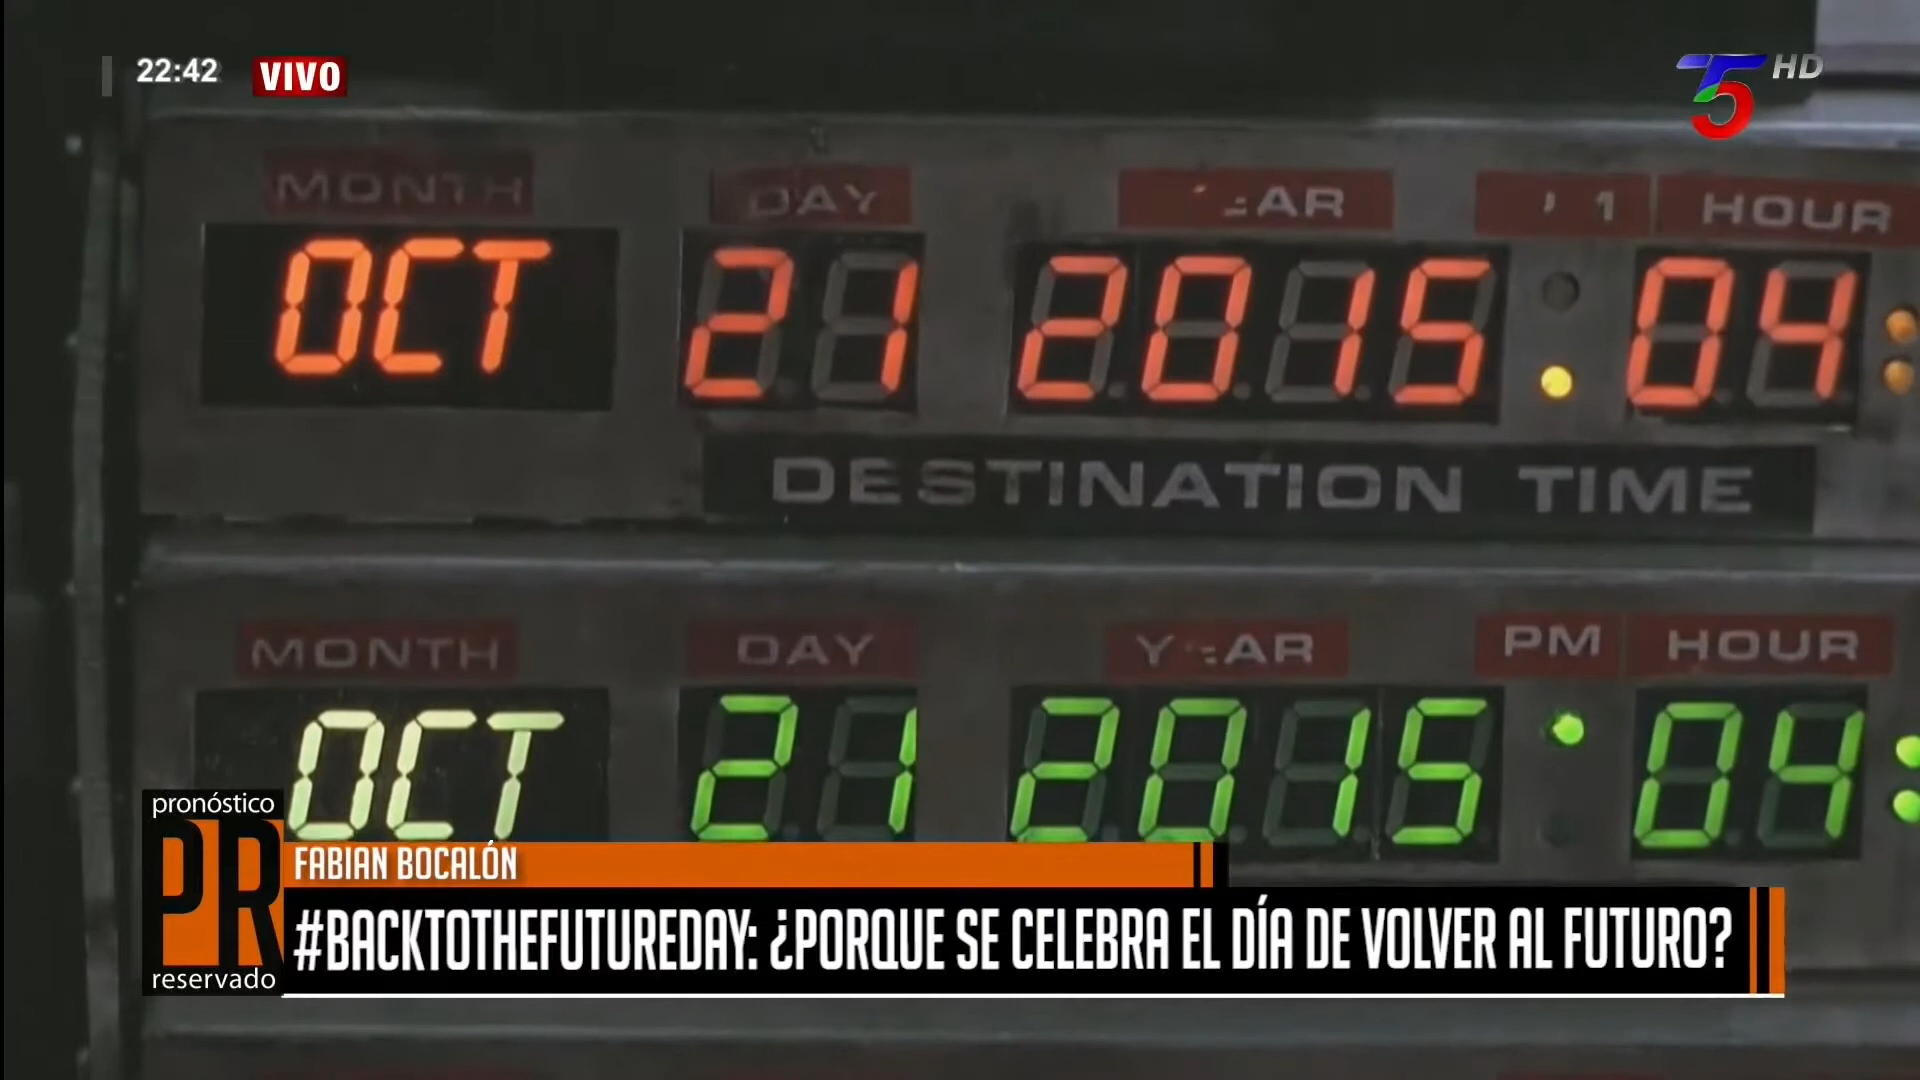 22:42 VIVO
T5 HD
MONTH DAY HOUR
OCT 21 2015 04
DESTINATION TIME
MONTH DAY PM HOUR
OCT 21 2015 04
pronóstico
PR
reservado
FABIAN BOCALÓN
#BACKTOTHEFUTUREDAY: ¿PORQUE SE CELEBRA EL DÍA DE VOLVER AL FUTURO?